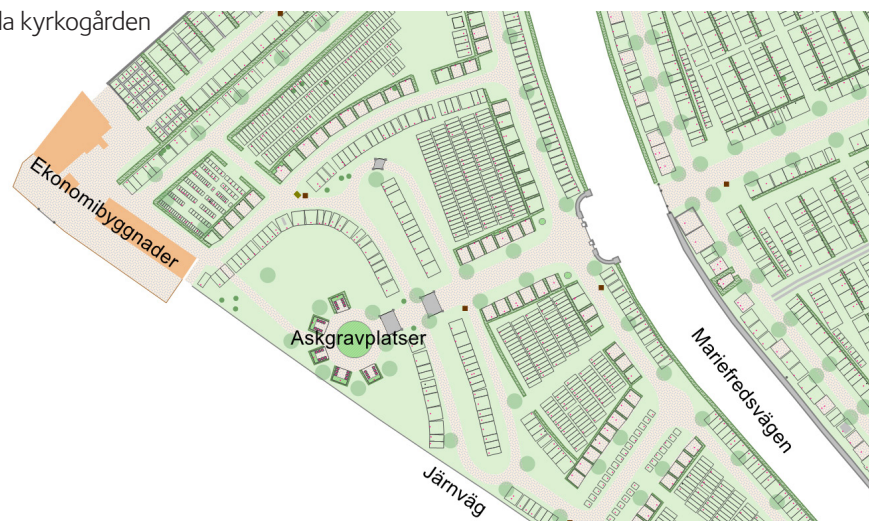 la kyrkogården
Ekonomibyggnader
Askgravplatser
Mariefredsvägen
Järnväg